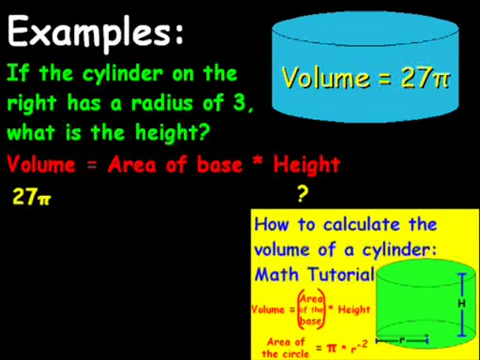 Examples:
If the cylinder on the
right has a radius of 3,
what is the height?
Volume = 27π
Volume = Area of base * Height
27π ?
How to calculate the
volume of a cylinder:
Math Tutorial
Area
Volume = of the * Height
base
Area of
the circle = π * r^2
H
r